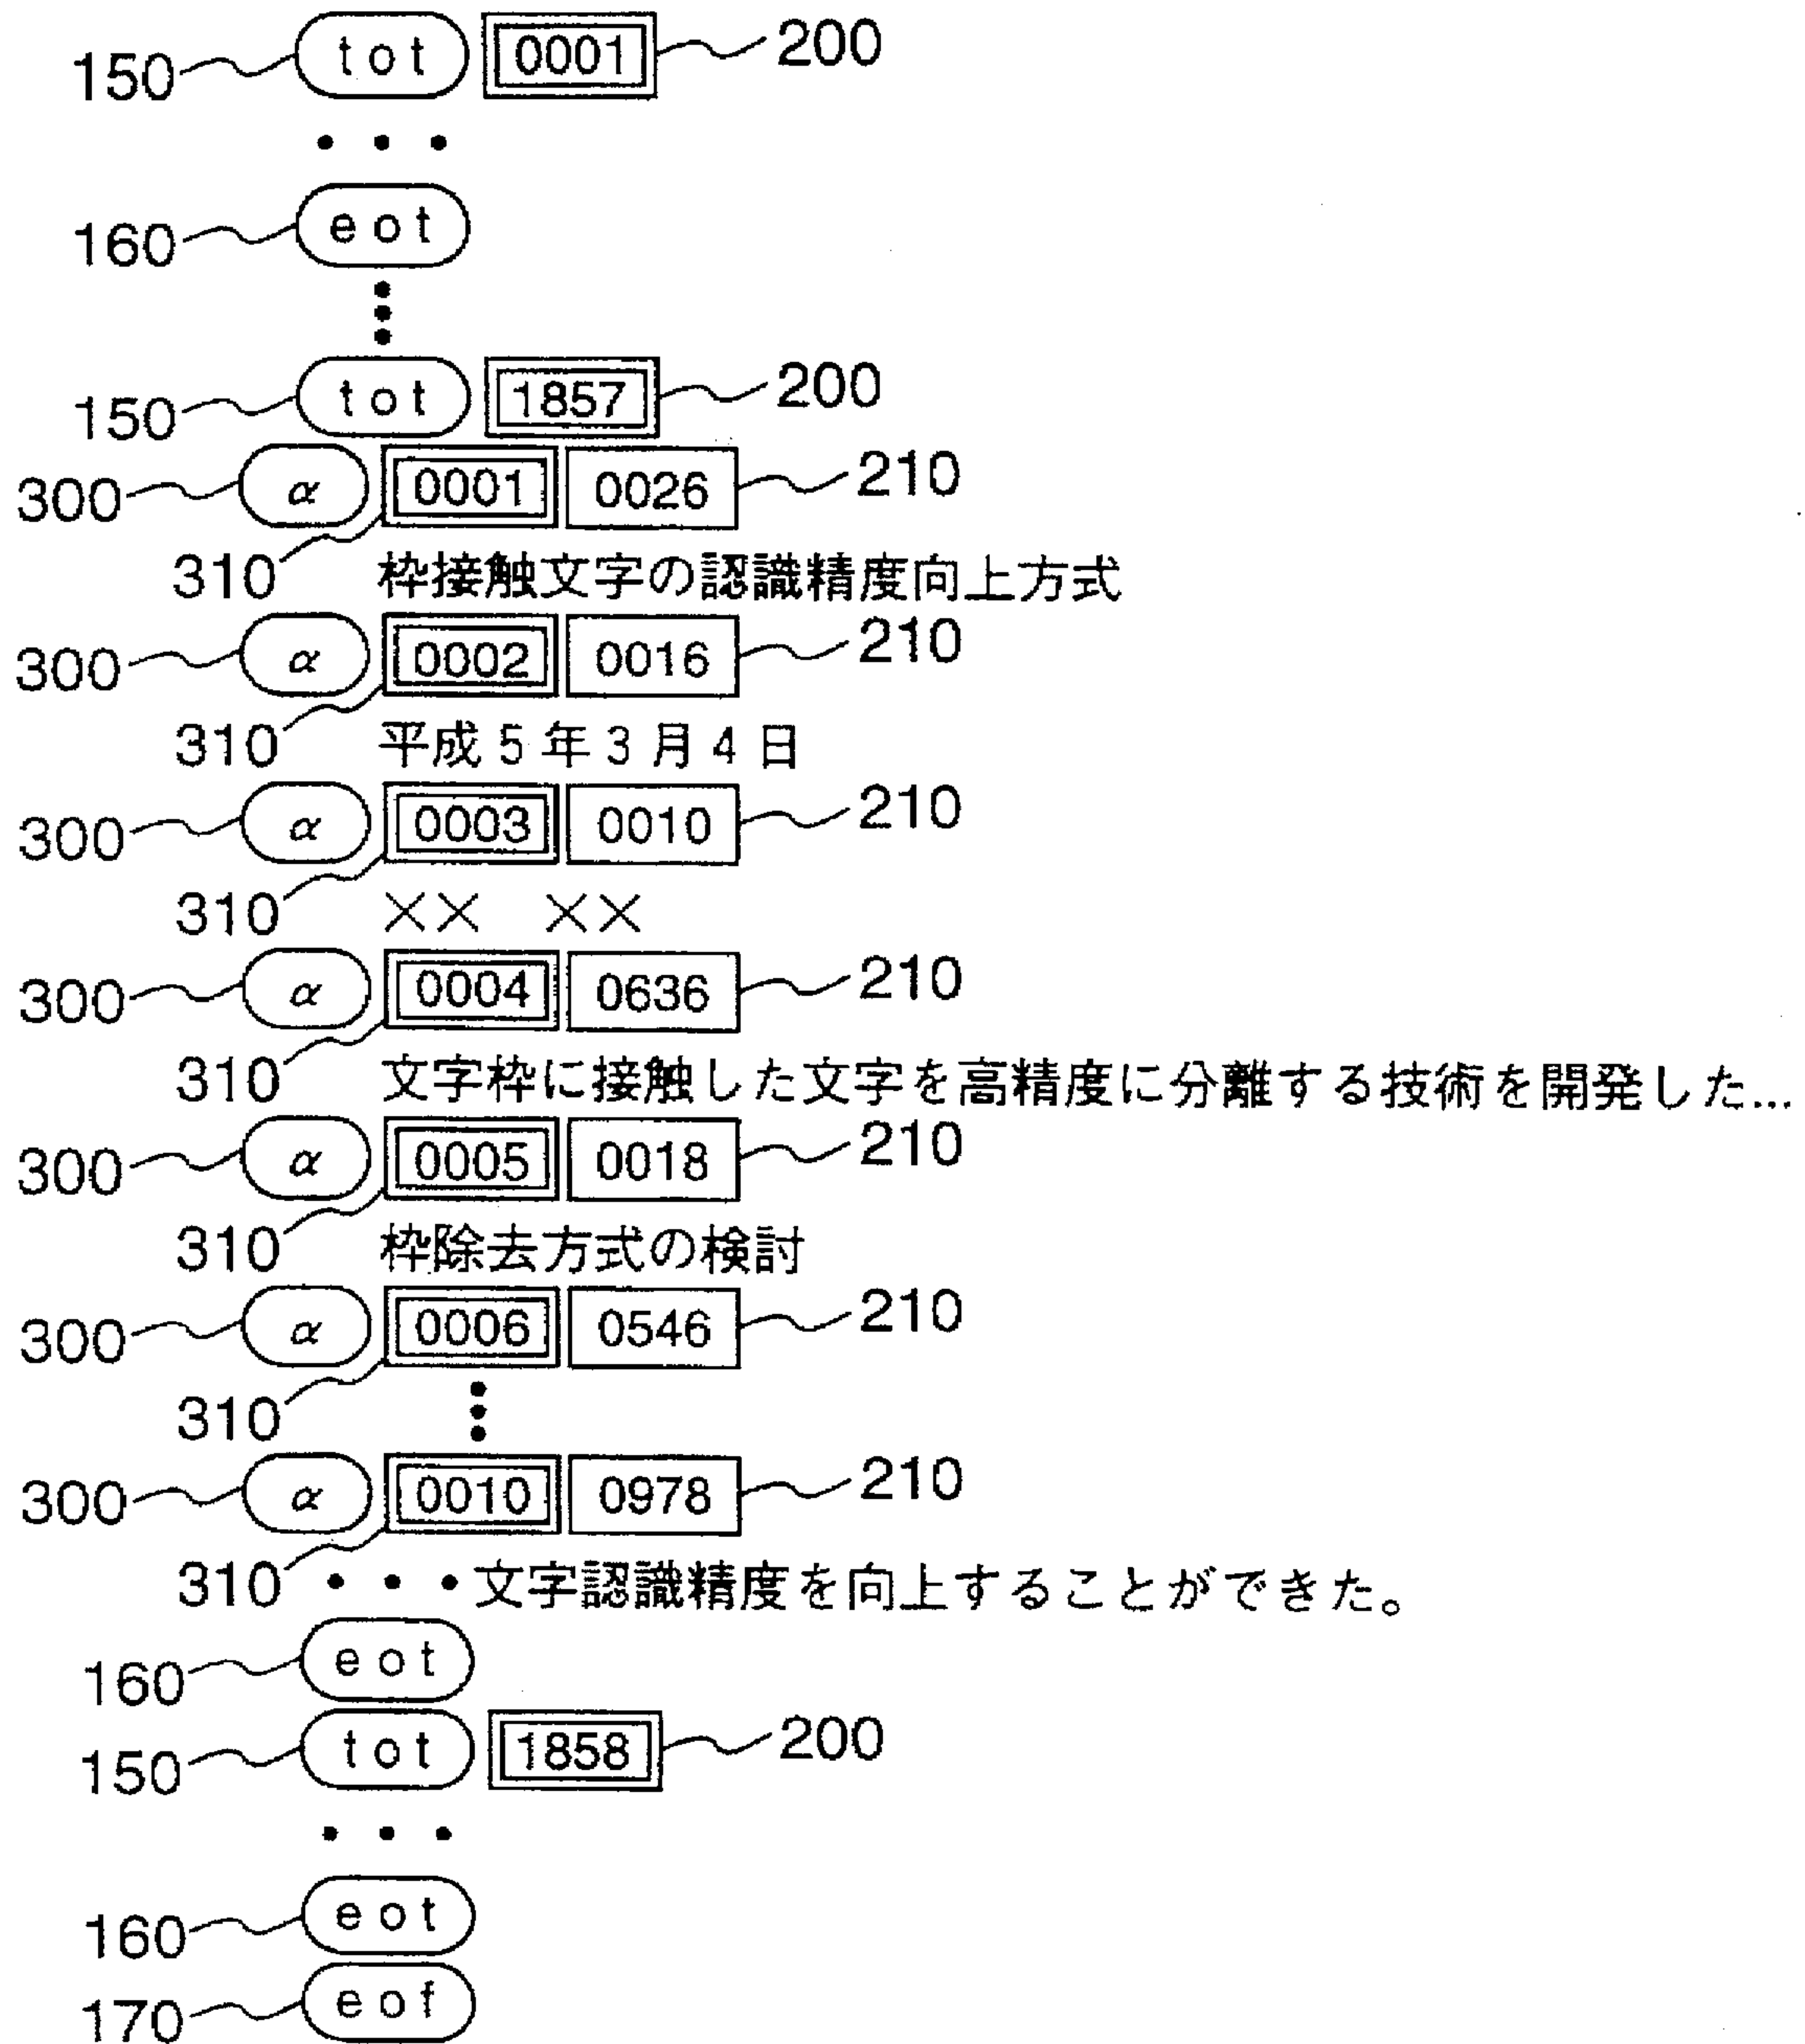 150 tot 0001 200
• • •
160 eot
150 tot 1857 200
300 α 0001 0026 210
310 枠接触文字の認識精度向上方式
300 α 0002 0016 210
310 平成5年3月4日
300 α 0003 0010 210
310 ×× ××
300 α 0004 0636 210
310 文字枠に接触した文字を高精度に分離する技術を開発した...
300 α 0005 0018 210
310 枠除去方式の検討
300 α 0006 0546 210
310
300 α 0010 0978 210
310 • • • 文字認識精度を向上することができた。
160 eot
150 tot 1858 200
• • •
160 eot
170 eof